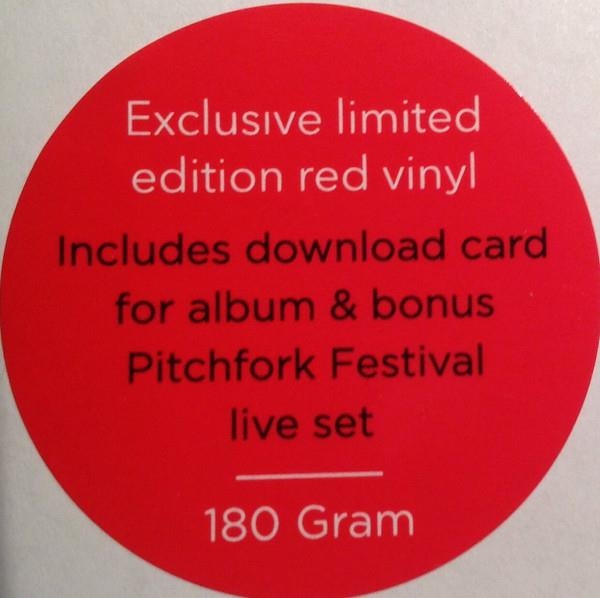 Exclusive limited
edition red vinyl
Includes download card
for album & bonus
Pitchfork Festival
live set
180 Gram